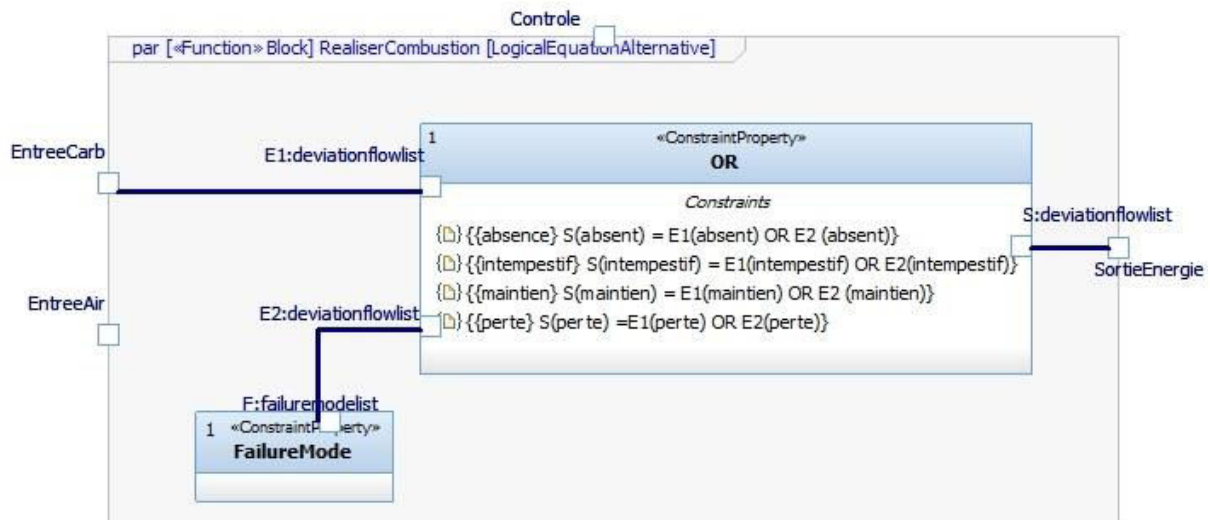 Controle
par [«Function» Block] RealiserCombustion [LogicalEquationAlternative]
EntreeCarb
E1:deviationflowlist
1
«ConstraintProperty»
OR
Constraints
{{absence} S(absent) = E1(absent) OR E2 (absent)}
{{intempestif} S(intempestif) = E1(intempestif) OR E2(intempestif)}
{{maintien} S(maintien) = E1(maintien) OR E2 (maintien)}
{{perte} S(perte) =E1(perte) OR E2(perte)}
S:deviationflowlist
SortieEnergie
EntreeAir
E2:deviationflowlist
F:failuremodelist
1
FailureMode